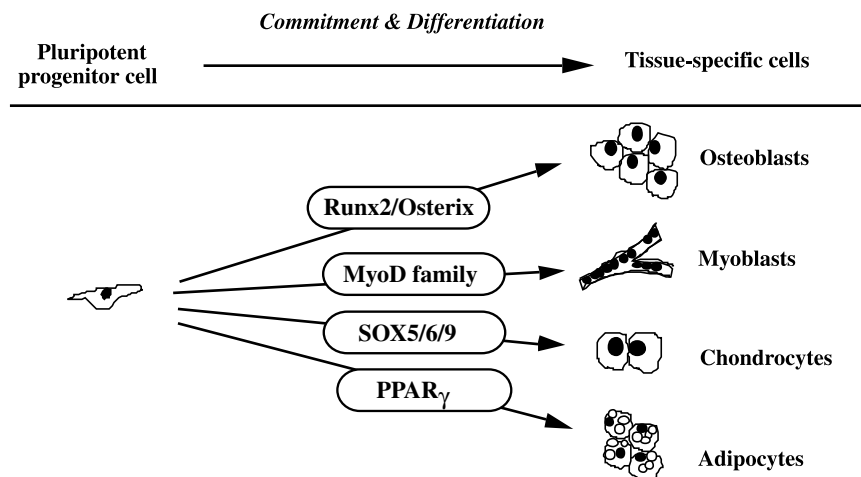 Commitment & Differentiation
Pluripotent
progenitor cell
Tissue-specific cells
Osteoblasts
Runx2/Osterix
Myoblasts
MyoD family
SOX5/6/9
Chondrocytes
PPARγ
Adipocytes